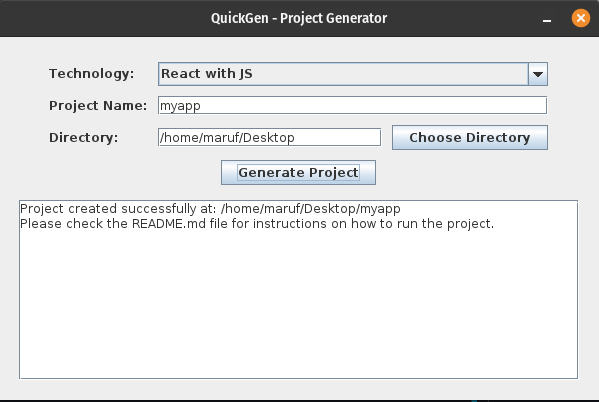 QuickGen - Project Generator
Technology: React with JS
Project Name: myapp
Directory: /home/maruf/Desktop Choose Directory
Generate Project
Project created successfully at: /home/maruf/Desktop/myapp
Please check the README.md file for instructions on how to run the project.